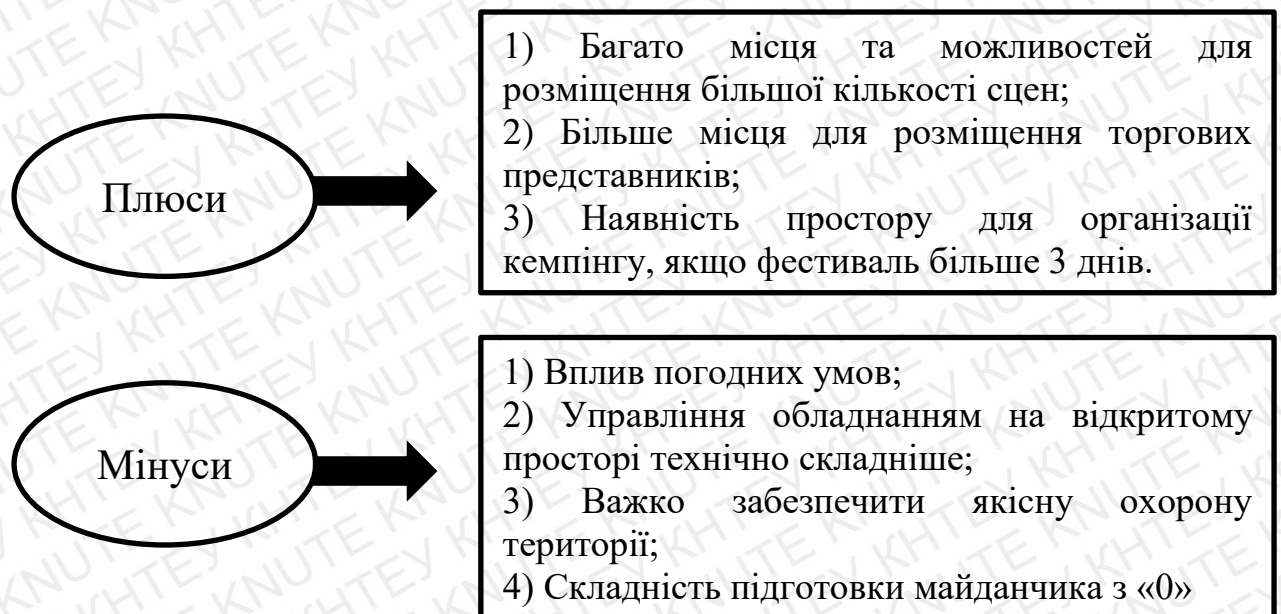 Плюси
1) Багато місця та можливостей для
розміщення більшої кількості сцен;
2) Більше місця для розміщення торгових
представників;
3) Наявність простору для організації
кемпінгу, якщо фестиваль більше 3 днів.
Мінуси
1) Вплив погодних умов;
2) Управління обладнанням на відкритому
просторі технічно складніше;
3) Важко забезпечити якісну охорону
території;
4) Складність підготовки майданчика з «0»